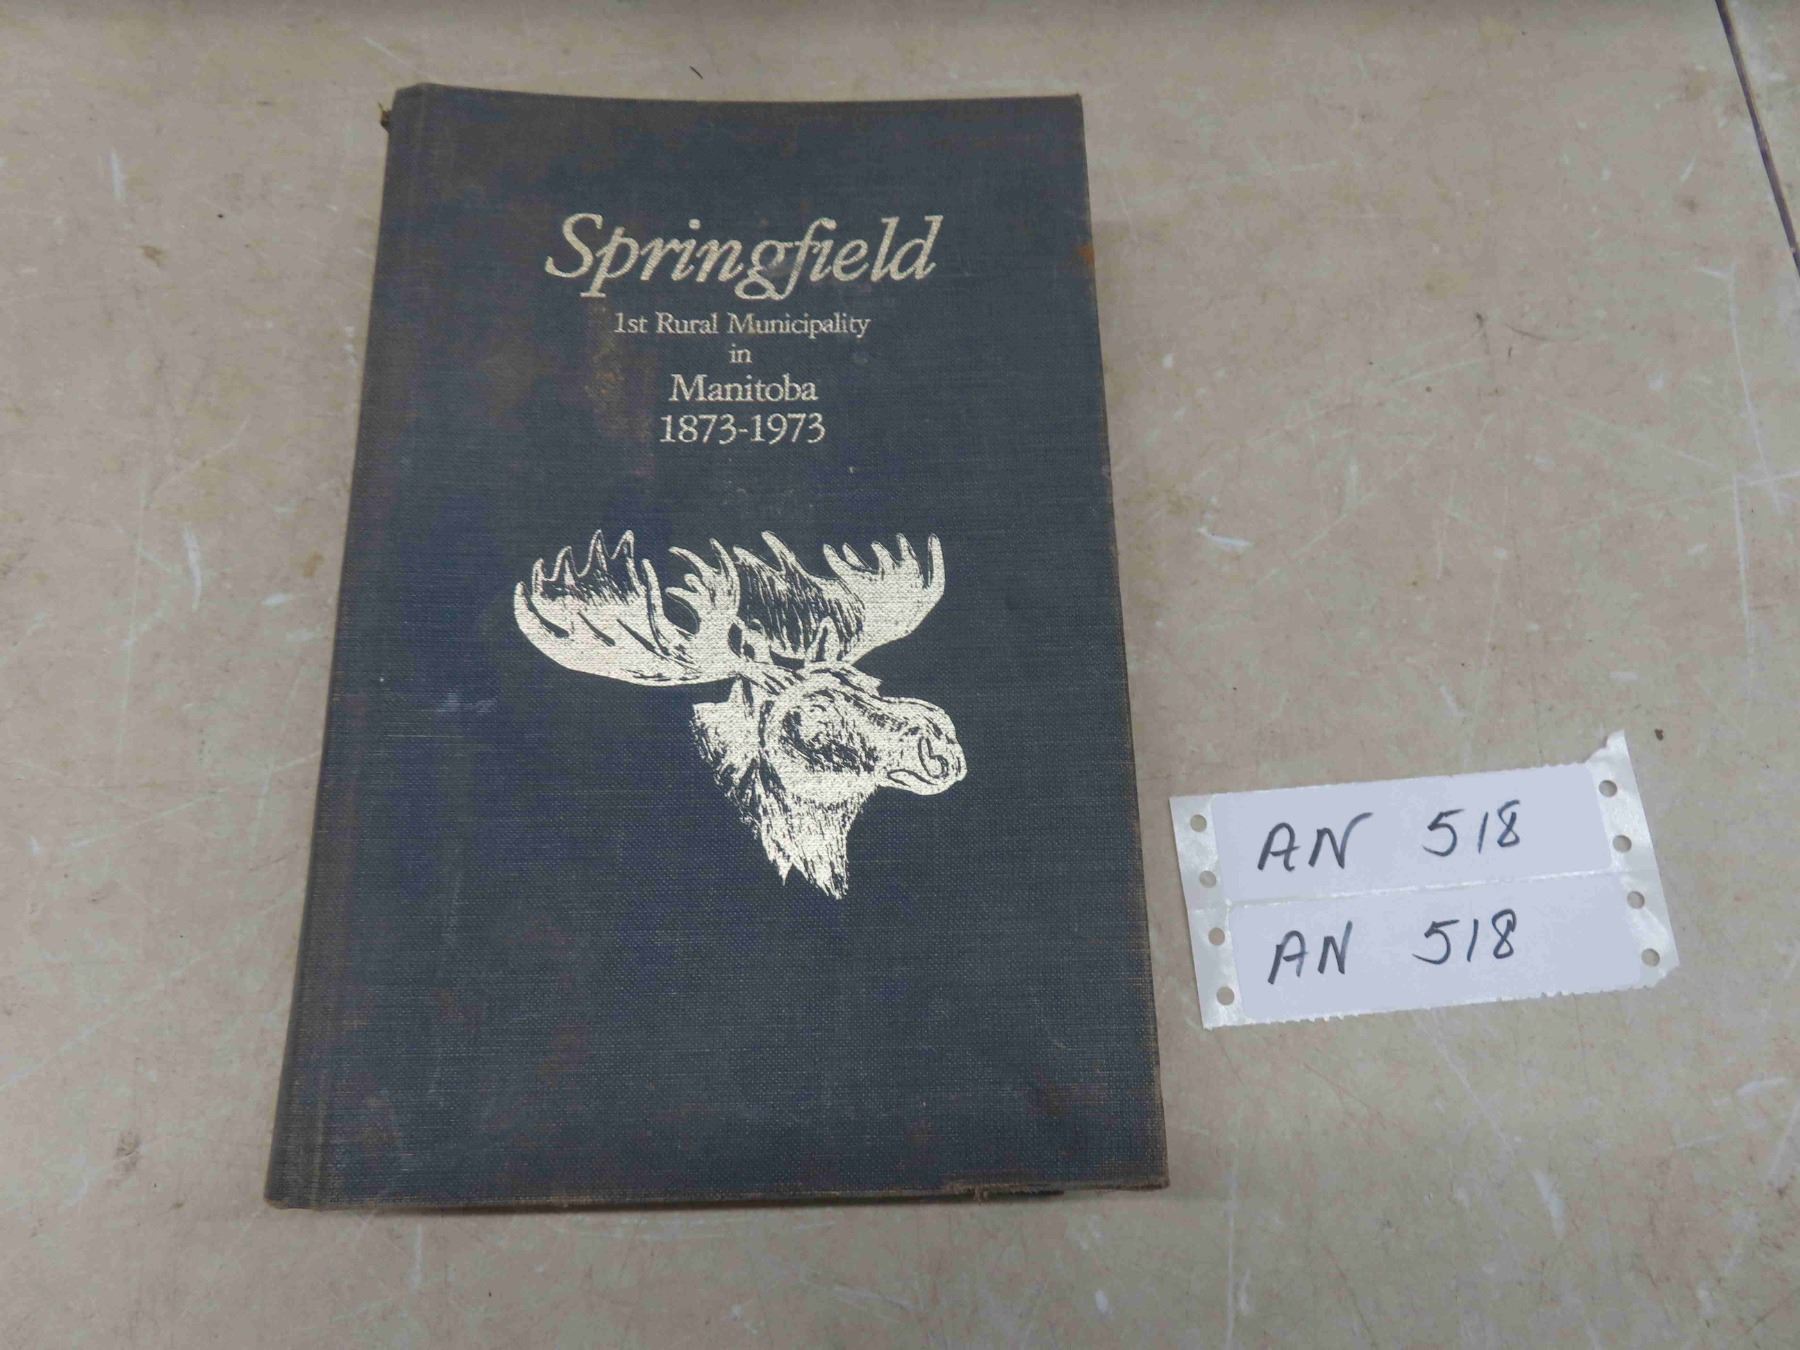 Springfield
1st Rural Municipality
in
Manitoba
1873-1973
AN 518
AN 518